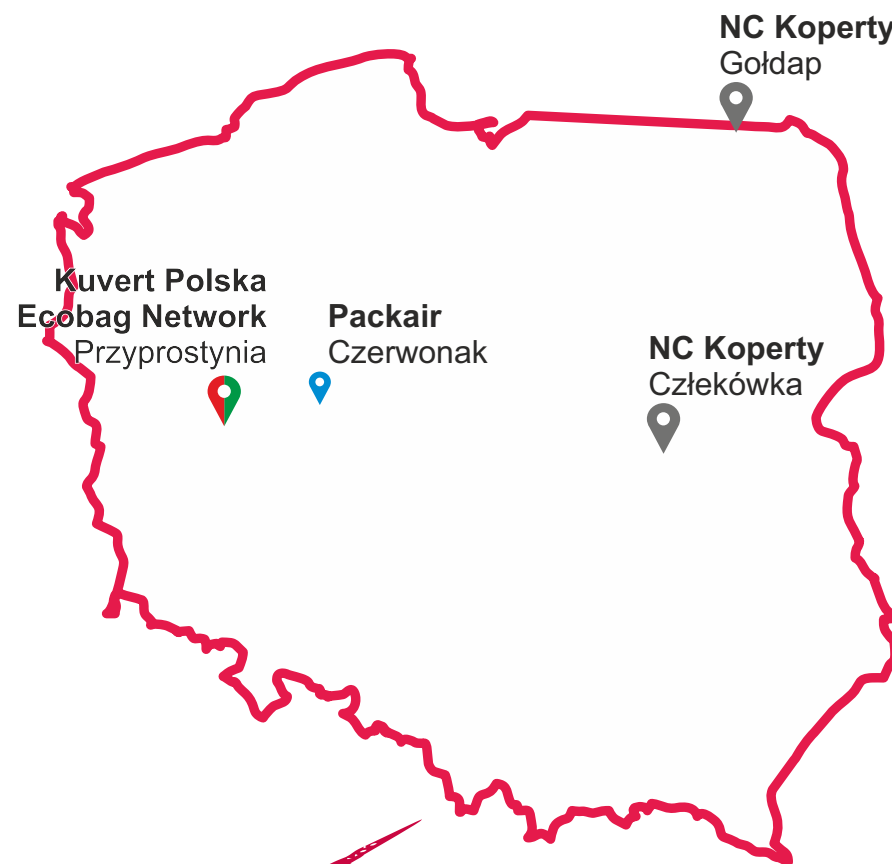 NC Koperty
Gołdap
Kuvert Polska
Ecobag Network
Przyprostynia
Packair
Czerwonak
NC Koperty
Człekówka